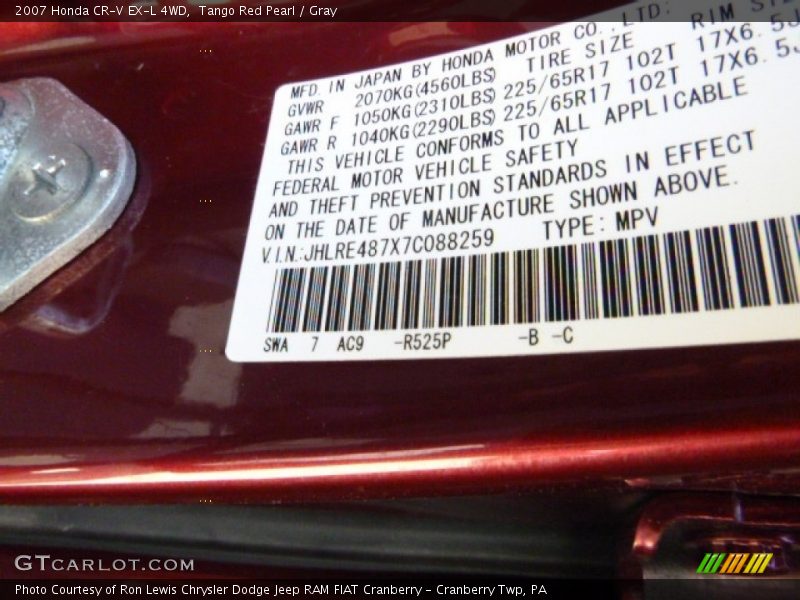 2007 Honda CR-V EX-L 4WD, Tango Red Pearl / Gray
MFD. IN JAPAN BY HONDA MOTOR CO., LTD.
GVWR 2070KG(4560LBS) TIRE SIZE RIM SIZE
GAWR F 1050KG(2310LBS) 225/65R17 102T 17X6.5J
GAWR R 1040KG(2290LBS) 225/65R17 102T 17X6.5J
THIS VEHICLE CONFORMS TO ALL APPLICABLE
FEDERAL MOTOR VEHICLE SAFETY
AND THEFT PREVENTION STANDARDS IN EFFECT
ON THE DATE OF MANUFACTURE SHOWN ABOVE.
V.I.N.:JHLRE487X7C088259 TYPE: MPV
SWA 7 AC9 -R525P -B -C
GTCARLOT.COM
Photo Courtesy of Ron Lewis Chrysler Dodge Jeep RAM FIAT Cranberry - Cranberry Twp, PA